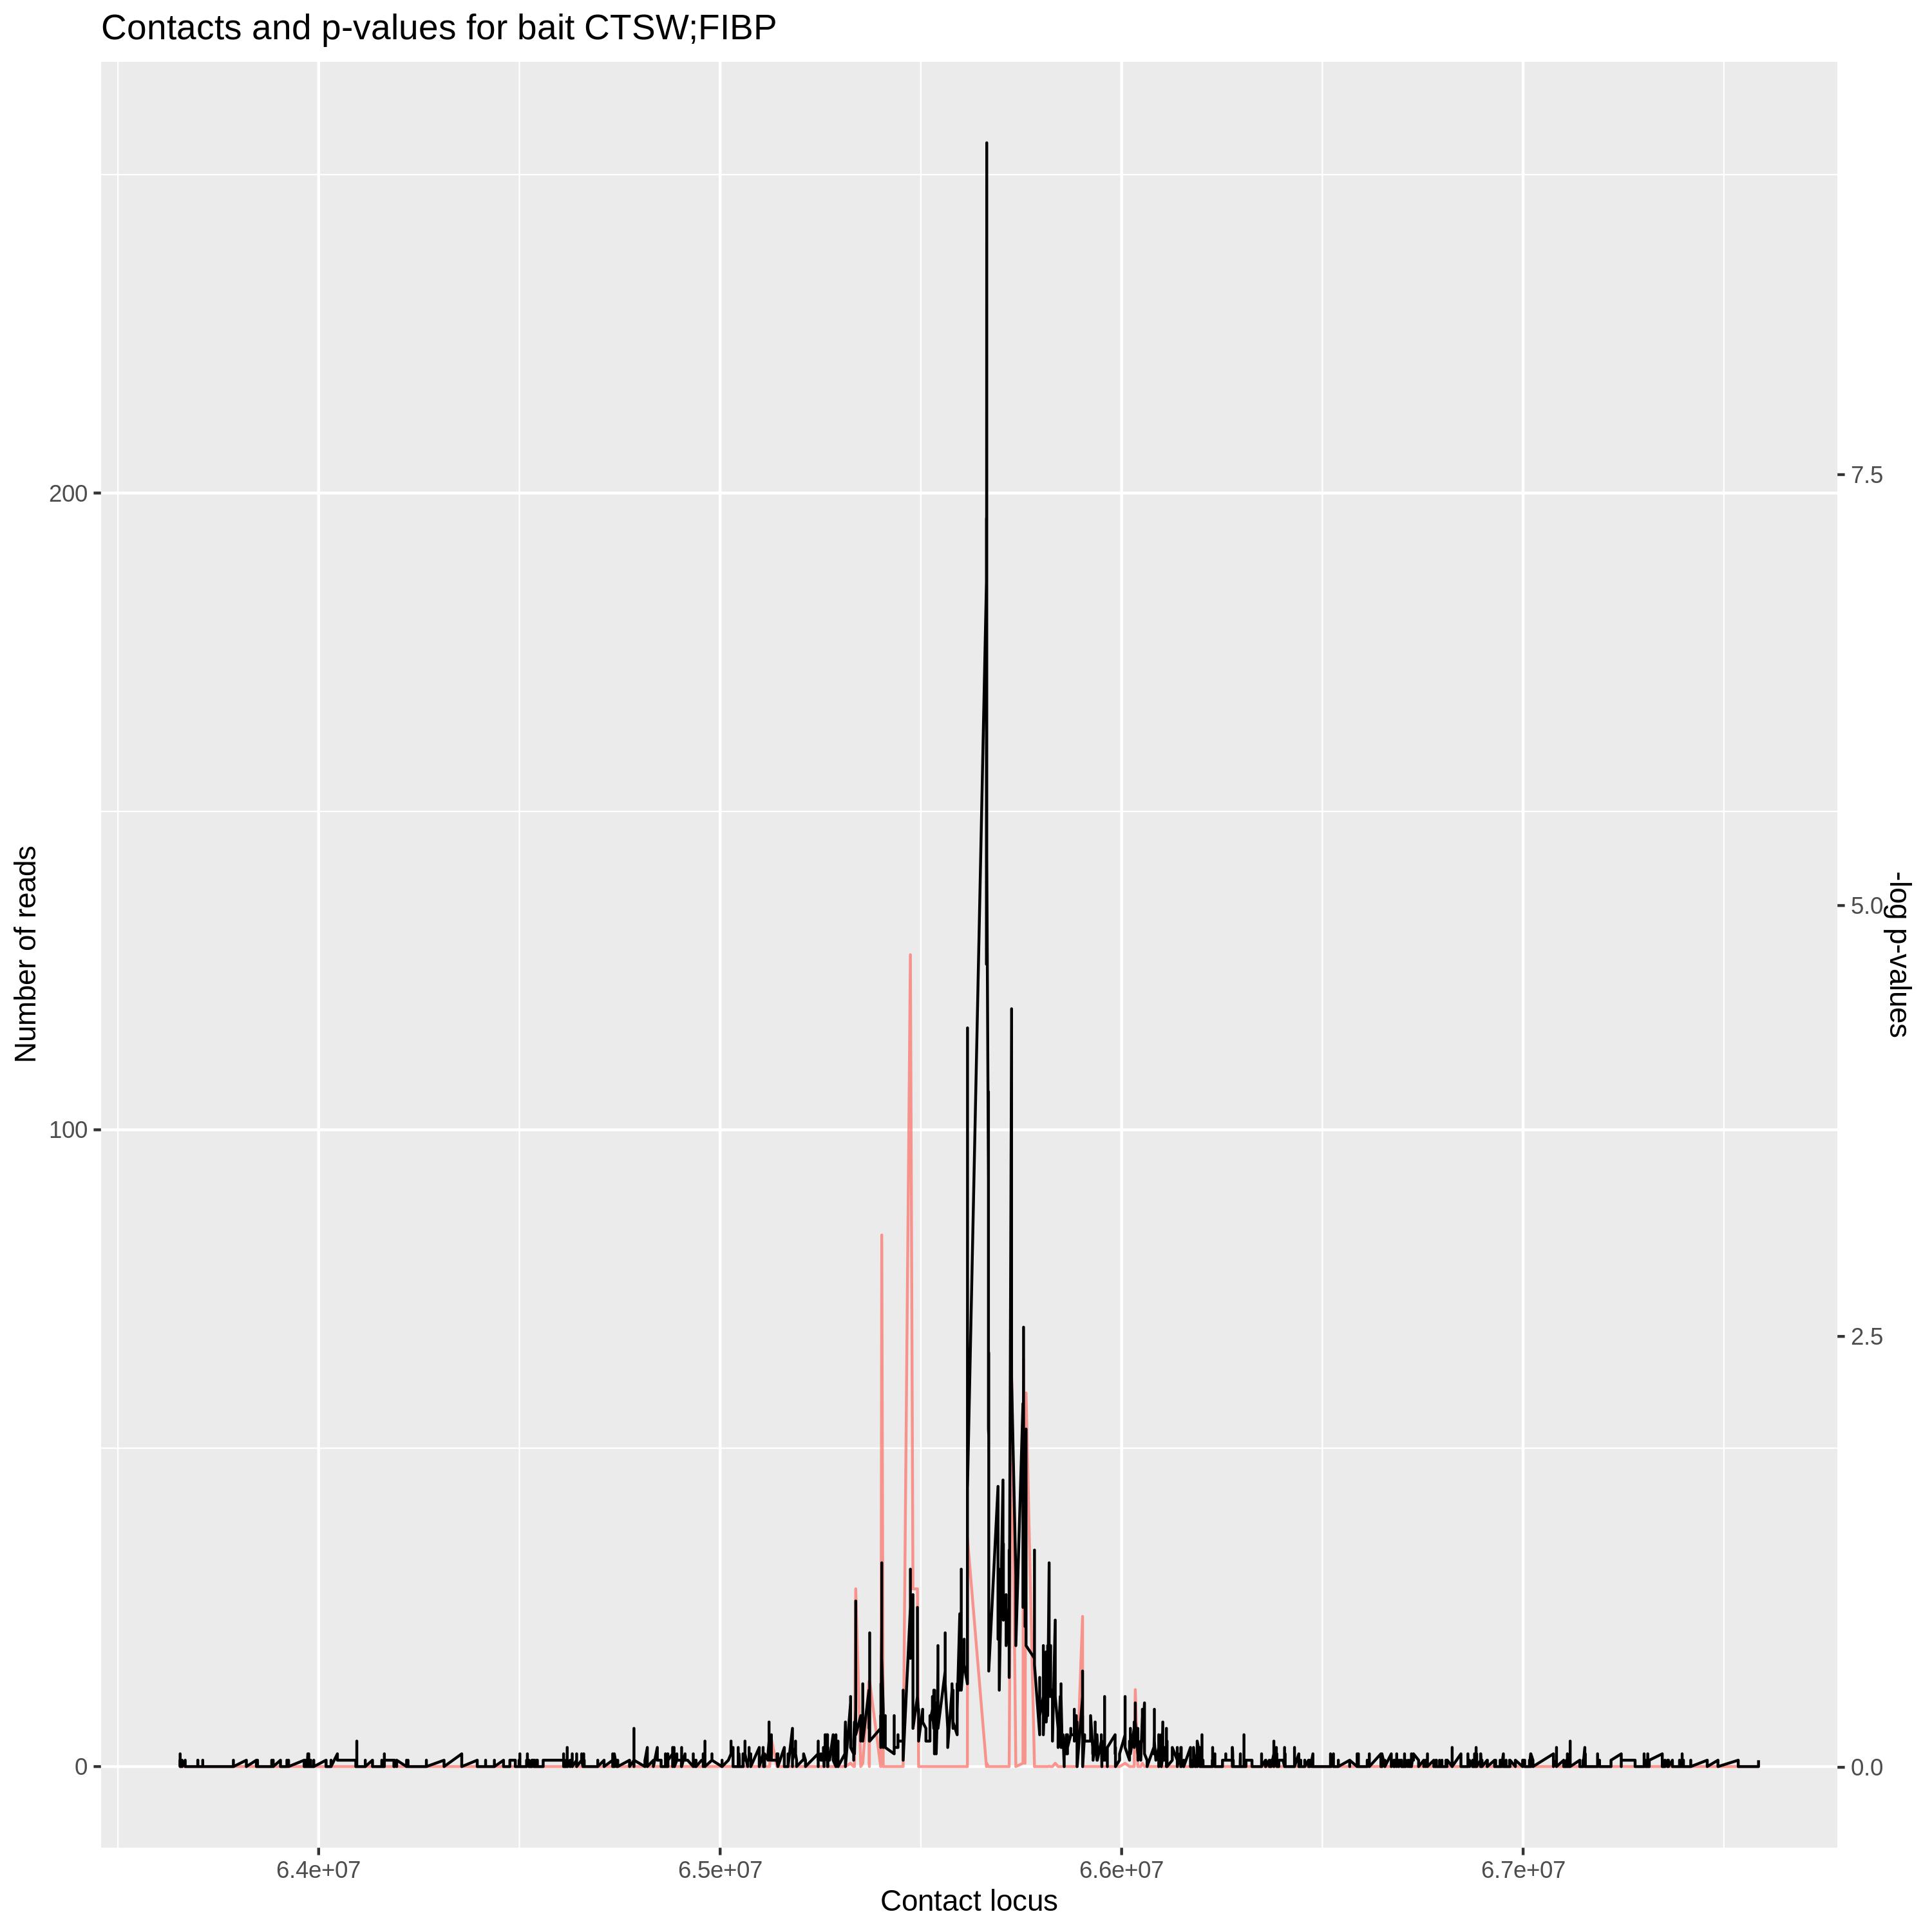 Contacts and p-values for bait CTSW;FIBP
Number of reads
200
100
0
7.5
5.0
2.5
0.0
-log p-values
6.4e+07
6.5e+07
6.6e+07
6.7e+07
Contact locus